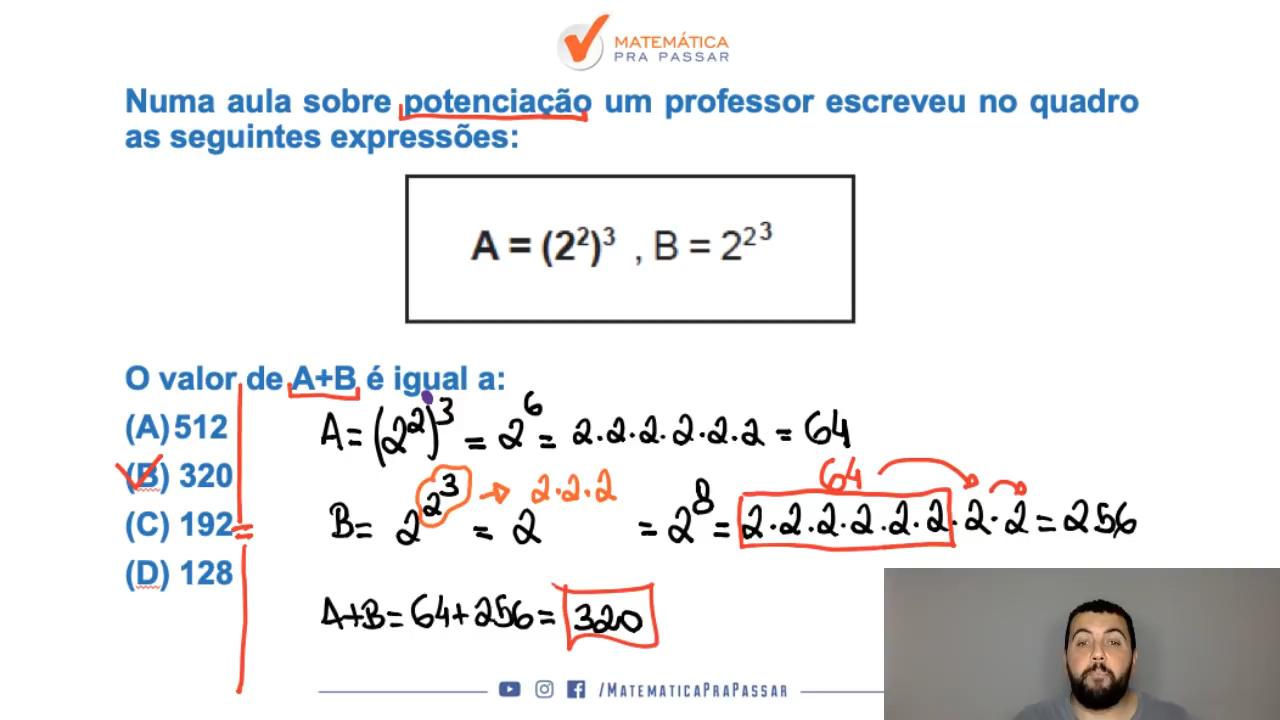 MATEMÁTICA
PRA PASSAR
Numa aula sobre potenciação um professor escreveu no quadro
as seguintes expressões:
A = (2²)³ , B = 2^2^3
O valor de A+B é igual a:
(A) 512
(B) 320
(C) 192
(D) 128
A = (2²)³ = 2⁶ = 2.2.2.2.2.2 = 64
64
B = 2^2^3 = 2^2.2.2 = 2⁸ = 2.2.2.2.2.2.2.2 = 256
A+B = 64+256 = 320
/MATEMATICAPRAPASSAR